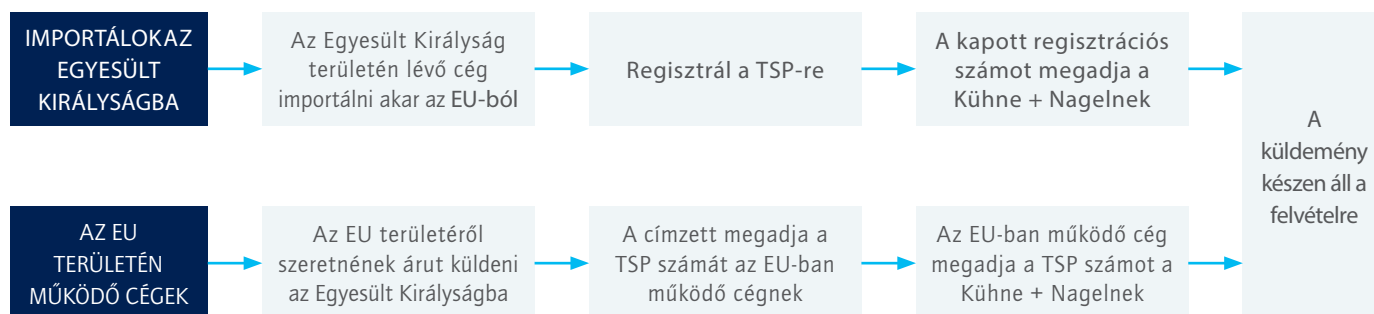 IMPORTÁLOK AZ
EGYESÜLT
KIRÁLYSÁGBA
Az Egyesült Királyság
területén lévő cég
importálni akar az EU-ból
Regisztrál a TSP-re
A kapott regisztrációs
számot megadja a
Kühne + Nagelnek
A
küldemény
készen áll a
felvételre
AZ EU
TERÜLETÉN
MŰKÖDŐ CÉGEK
Az EU területéről
szeretnének árut küldeni
az Egyesült Királyságba
A címzett megadja a
TSP számát az EU-ban
működő cégnek
Az EU-ban működő cég
megadja a TSP számot a
Kühne + Nagelnek